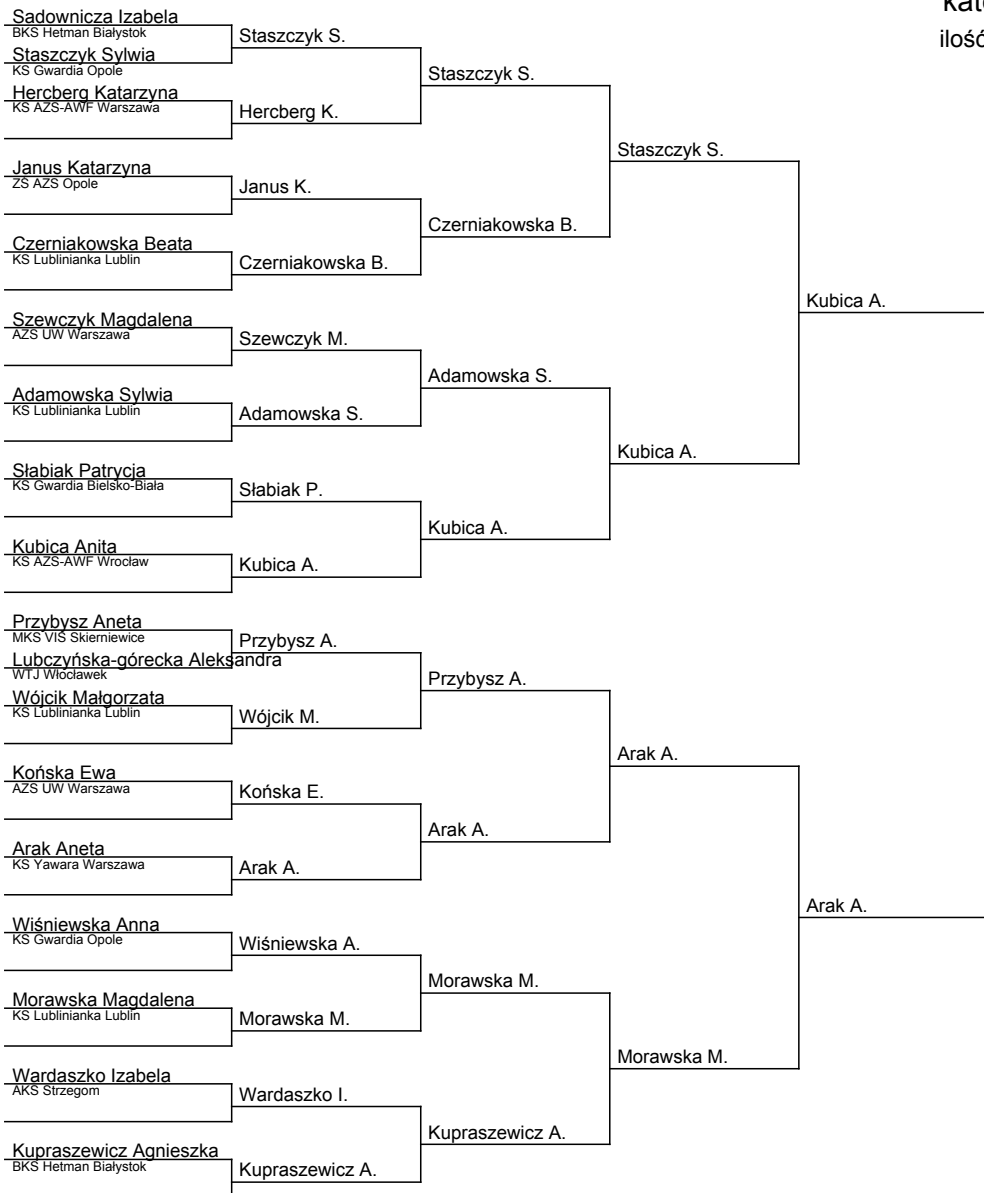 kat
ilość
Sadownicza Izabela
BKS Hetman Białystok
Staszczyk S.
Staszczyk Sylwia
KS Gwardia Opole
Staszczyk S.
Hercberg Katarzyna
KS AZS-AWF Warszawa
Hercberg K.
Staszczyk S.
Janus Katarzyna
ZS AZS Opole
Janus K.
Czerniakowska B.
Czerniakowska Beata
KS Lublinianka Lublin
Czerniakowska B.
Kubica A.
Szewczyk Magdalena
AZS UW Warszawa
Szewczyk M.
Adamowska S.
Adamowska Sylwia
KS Lublinianka Lublin
Adamowska S.
Kubica A.
Słabiak Patrycja
KS Gwardia Bielsko-Biała
Słabiak P.
Kubica A.
Kubica Anita
KS AZS-AWF Wrocław
Kubica A.
Przybysz Aneta
MKS VIS Skierniewice
Przybysz A.
Lubczyńska-górecka Aleksandra
WTJ Włocławek
Przybysz A.
Wójcik Małgorzata
KS Lublinianka Lublin
Wójcik M.
Arak A.
Końska Ewa
AZS UW Warszawa
Końska E.
Arak A.
Arak Aneta
KS Yawara Warszawa
Arak A.
Arak A.
Wiśniewska Anna
KS Gwardia Opole
Wiśniewska A.
Morawska M.
Morawska Magdalena
KS Lublinianka Lublin
Morawska M.
Morawska M.
Wardaszko Izabela
AKS Strzegom
Wardaszko I.
Kupraszewicz A.
Kupraszewicz Agnieszka
BKS Hetman Białystok
Kupraszewicz A.